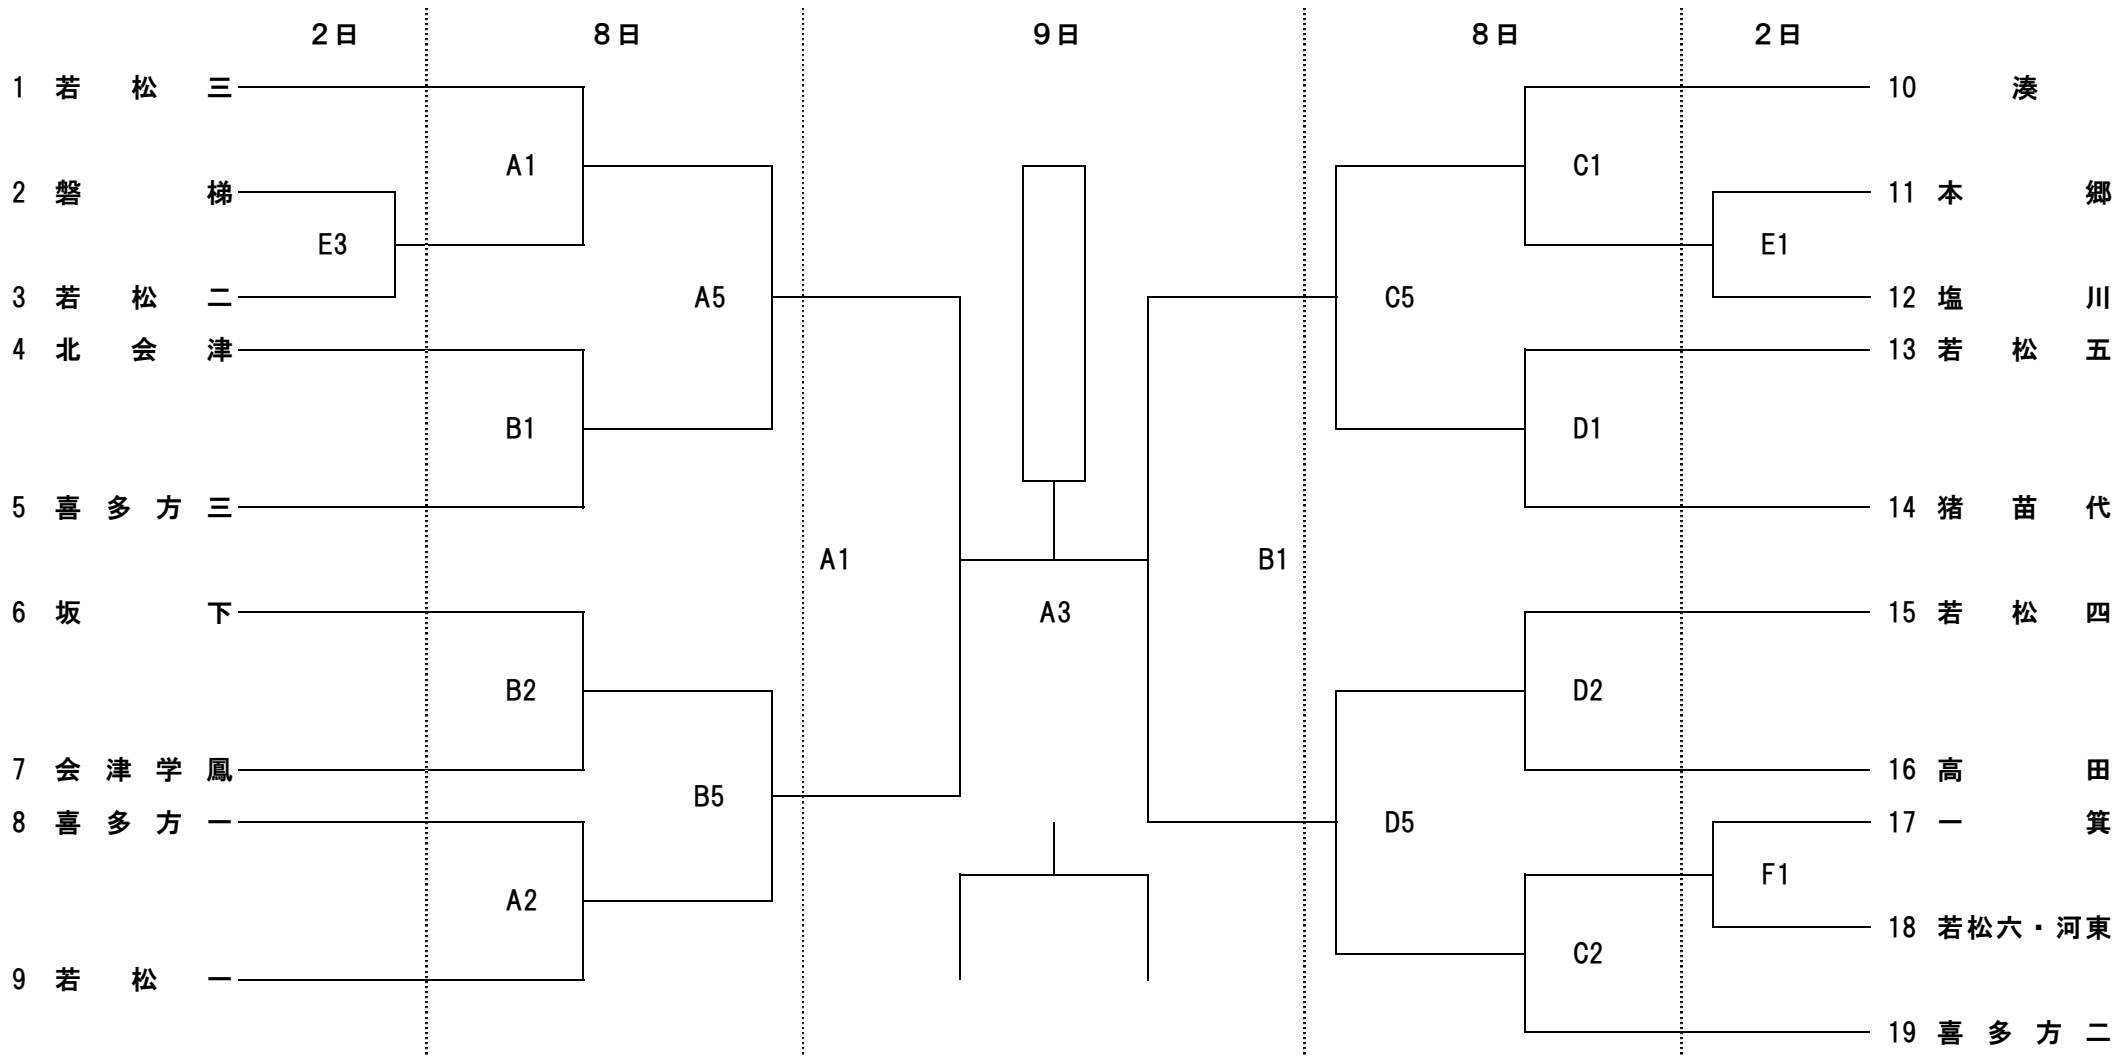 2日 8日 9日 8日 2日
1 若松三
10 湊
A1
C1
2 磐梯
11 本郷
E3
E1
3 若松二
A5
C5
12 塩川
4 北会津
13 若松五
B1
D1
5 喜多方三
14 猪苗代
A1
B1
6 坂下
A3
15 若松四
B2
D2
7 会津学鳳
16 高田
B5
8 喜多方一
D5
17 一箕
F1
A2
18 若松六・河東
C2
9 若松一
19 喜多方二